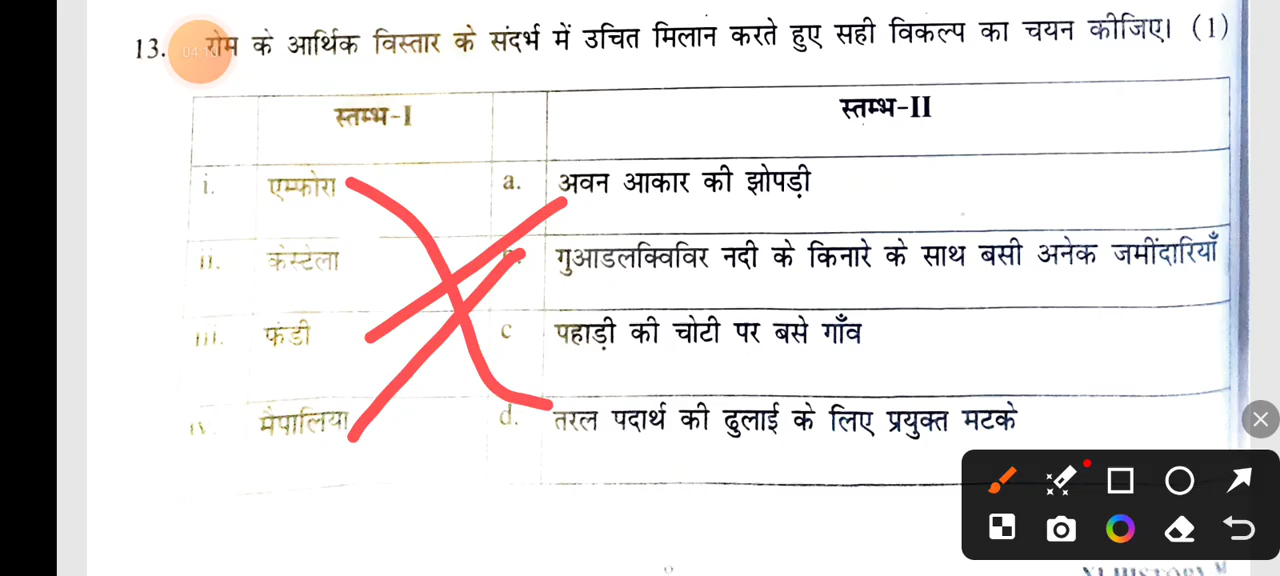 13. रोम के आर्थिक विस्तार के संदर्भ में उचित मिलान करते हुए सही विकल्प का चयन कीजिए। (1)
स्तम्भ-I स्तम्भ-II
i. एम्फोरा a. अवन आकार की झोपड़ी
ii. केस्टेला गुआडलक्विविर नदी के किनारे के साथ बसी अनेक जमींदारियाँ
iii. फंडी c पहाड़ी की चोटी पर बसे गाँव
iv. मैपालिया d. तरल पदार्थ की ढुलाई के लिए प्रयुक्त मटके